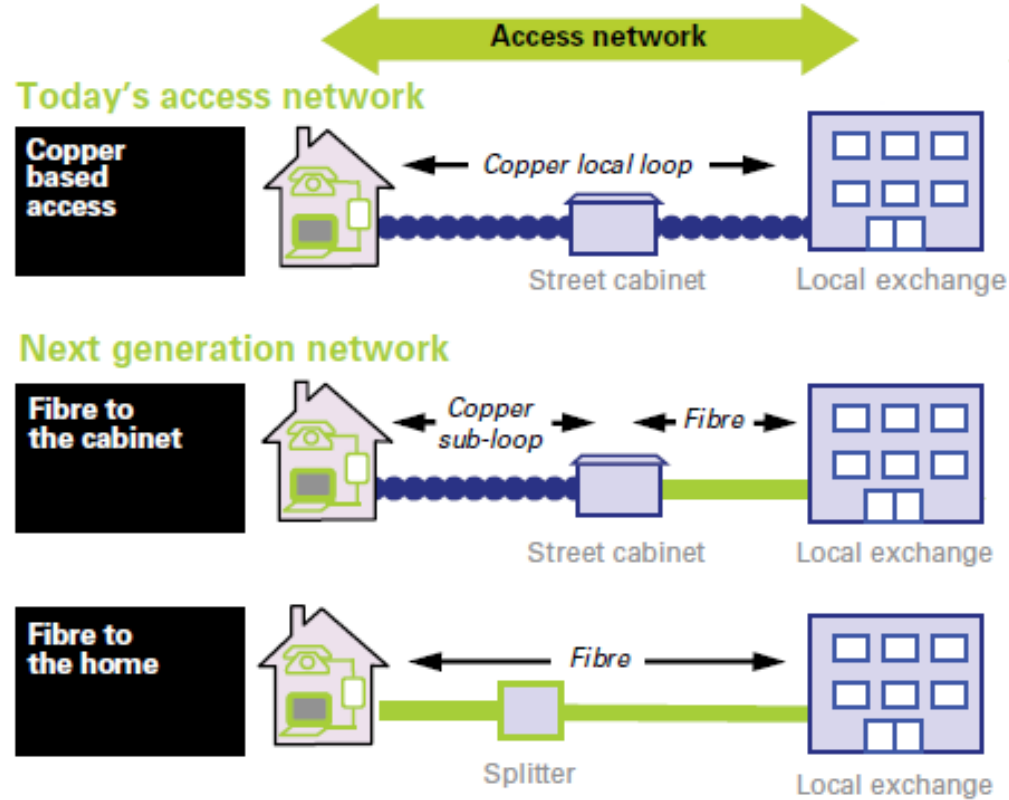 Access network
Today's access network
Copper
based
access
Copper local loop
Street cabinet
Local exchange
Next generation network
Fibre to
the cabinet
Copper
sub-loop
Fibre
Street cabinet
Local exchange
Fibre to
the home
Fibre
Splitter
Local exchange